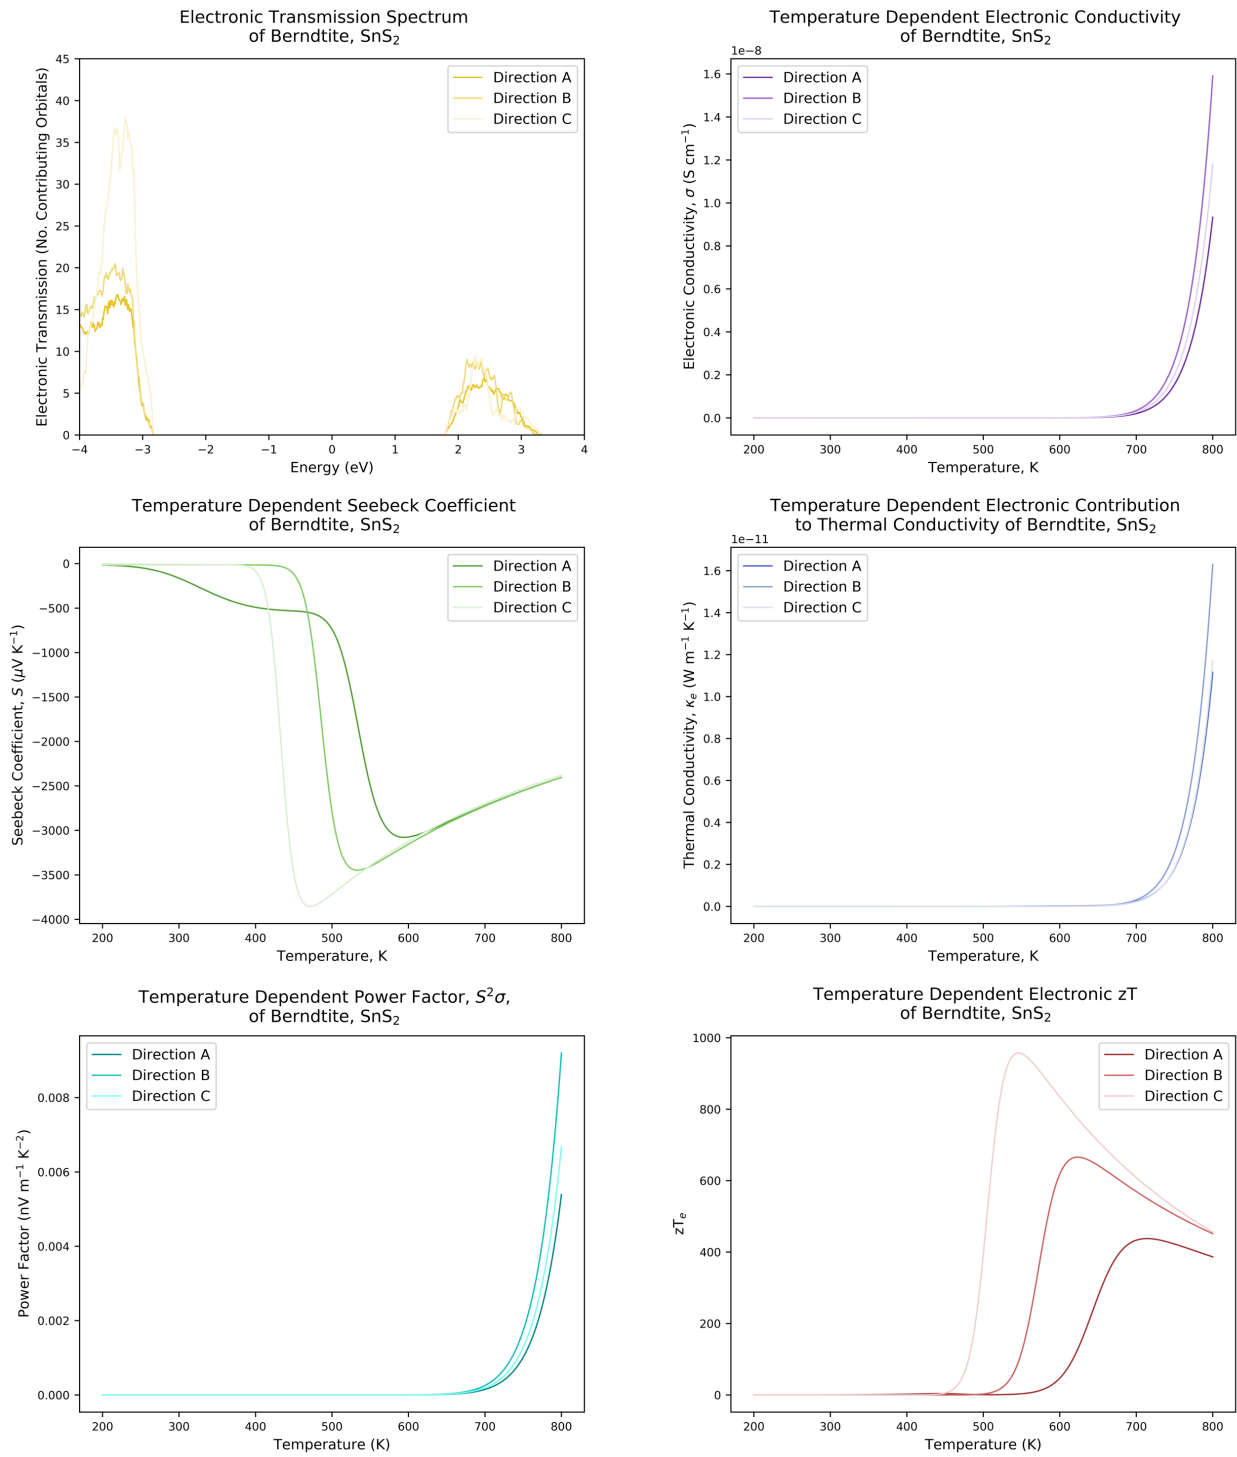 Electronic Transmission Spectrum
of Berndtite, SnS₂
Electronic Transmission (No. Contributing Orbitals)
45
40
35
30
25
20
15
10
5
0
Direction A
Direction B
Direction C
−4 −3 −2 −1 0 1 2 3 4
Energy (eV)
Temperature Dependent Electronic Conductivity
of Berndtite, SnS₂
1e−8
Electronic Conductivity, σ (S cm⁻¹)
1.6
1.4
1.2
1.0
0.8
0.6
0.4
0.2
0.0
Direction A
Direction B
Direction C
200 300 400 500 600 700 800
Temperature, K
Temperature Dependent Seebeck Coefficient
of Berndtite, SnS₂
Seebeck Coefficient, S (μV K⁻¹)
0
−500
−1000
−1500
−2000
−2500
−3000
−3500
−4000
Direction A
Direction B
Direction C
200 300 400 500 600 700 800
Temperature, K
Temperature Dependent Electronic Contribution
to Thermal Conductivity of Berndtite, SnS₂
1e−11
Thermal Conductivity, κₑ (W m⁻¹ K⁻¹)
1.6
1.4
1.2
1.0
0.8
0.6
0.4
0.2
0.0
Direction A
Direction B
Direction C
200 300 400 500 600 700 800
Temperature, K
Temperature Dependent Power Factor, S²σ,
of Berndtite, SnS₂
Power Factor (nV m⁻¹ K⁻²)
0.008
0.006
0.004
0.002
0.000
Direction A
Direction B
Direction C
200 300 400 500 600 700 800
Temperature (K)
Temperature Dependent Electronic zT
of Berndtite, SnS₂
zTₑ
1000
800
600
400
200
0
Direction A
Direction B
Direction C
200 300 400 500 600 700 800
Temperature (K)